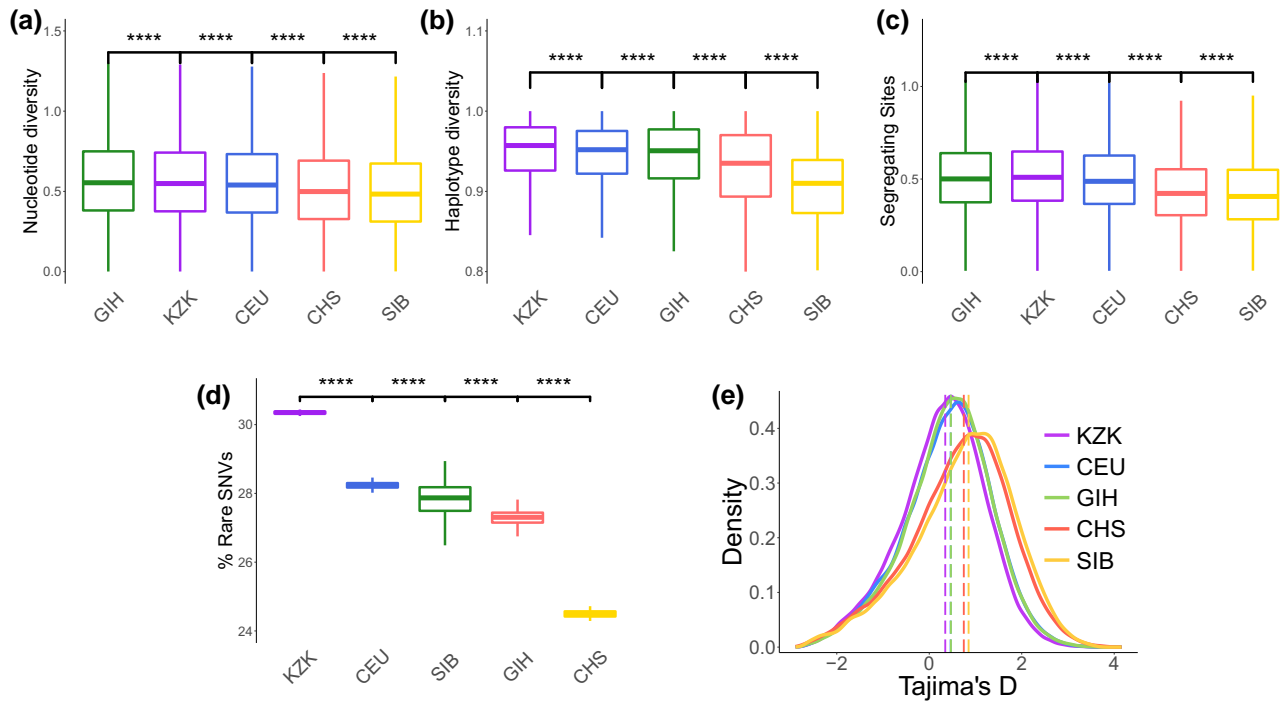 (a)
**** **** **** ****
Nucleotide diversity
1.5
1.0
0.5
0.0
GIH KZK CEU CHS SIB
(b)
**** **** **** ****
Haplotype diversity
1.1
1.0
0.9
0.8
KZK CEU GIH CHS SIB
(c)
**** **** **** ****
Segregating Sites
1.0
0.5
0.0
GIH KZK CEU CHS SIB
(d)
**** **** **** ****
% Rare SNVs
30
28
26
24
KZK CEU SIB GIH CHS
(e)
Density
0.4
0.3
0.2
0.1
0.0
−2 0 2 4
Tajima's D
KZK
CEU
GIH
CHS
SIB